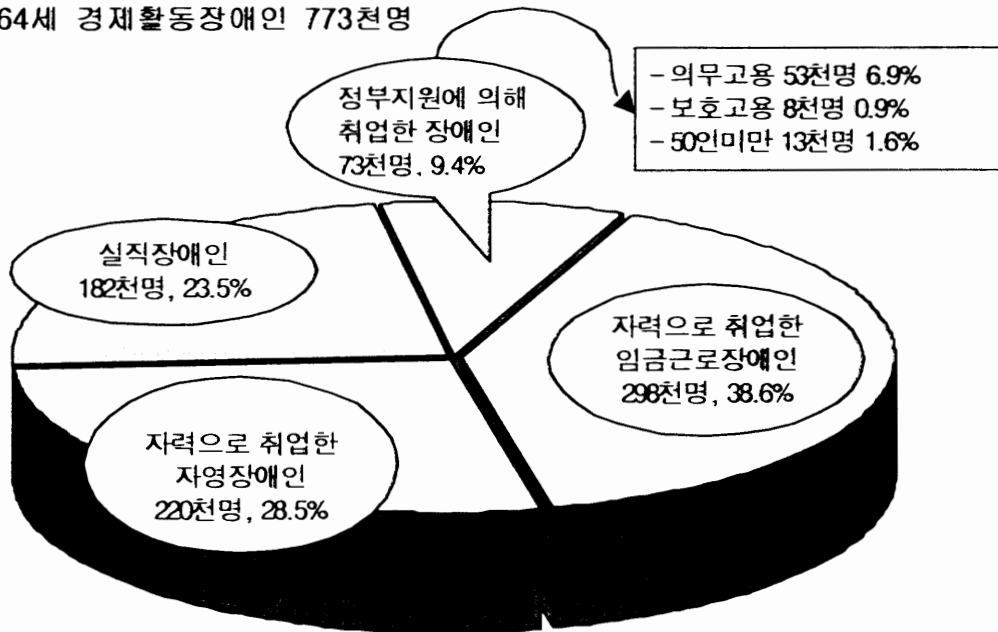 64세 경제활동장애인 773천명
정부지원에 의해
취업한 장애인
73천명, 9.4%
- 의무고용 53천명 6.9%
- 보호고용 8천명 0.9%
- 50인미만 13천명 1.6%
실직장애인
182천명, 23.5%
자력으로 취업한
임금근로장애인
298천명, 38.6%
자력으로 취업한
자영장애인
220천명, 28.5%